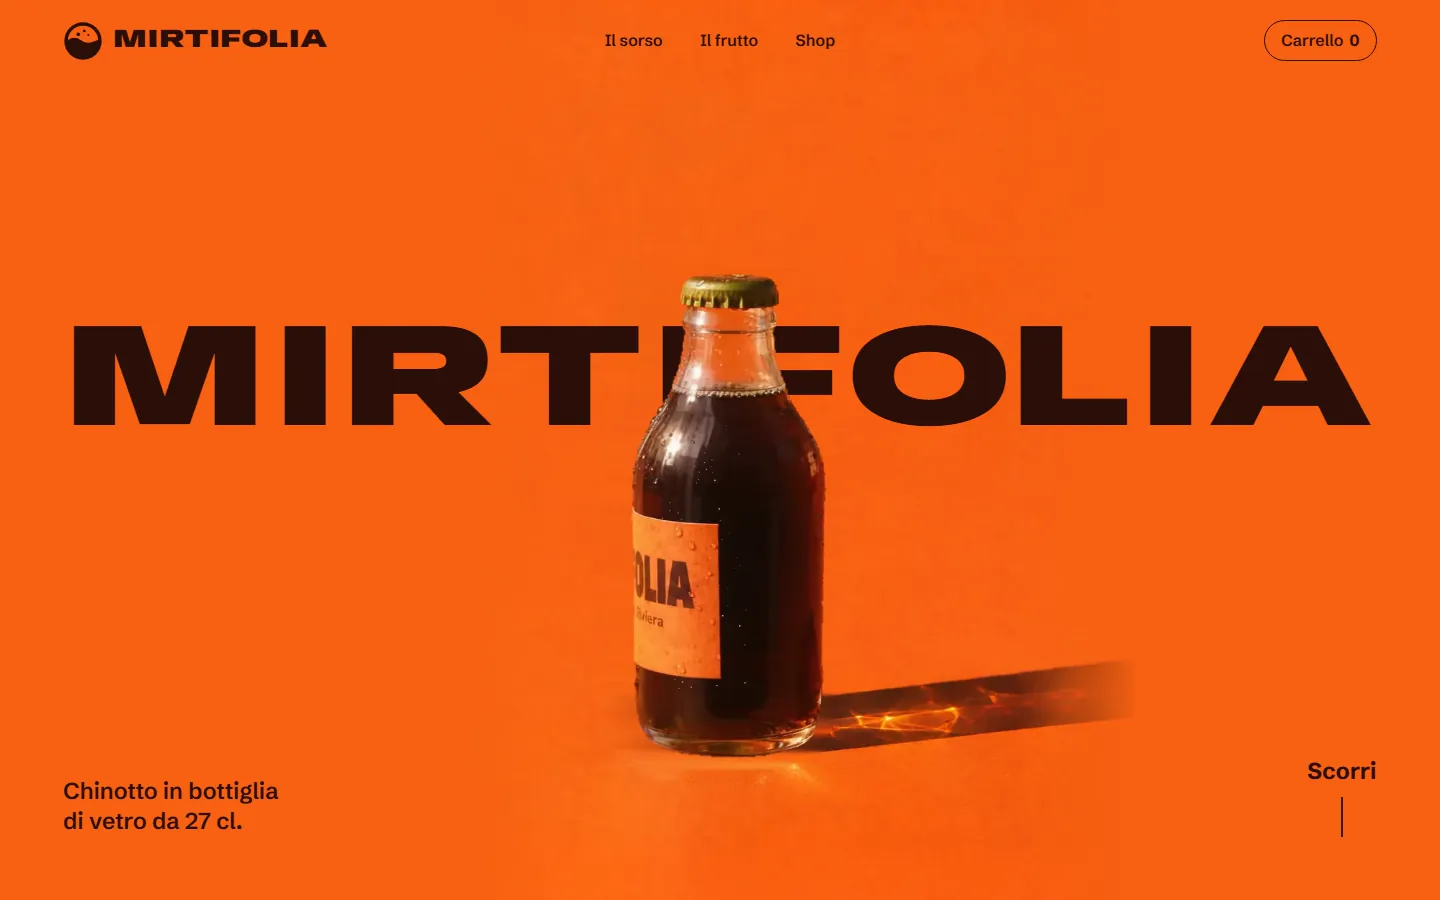 MIRTIFOLIA
Il sorso
Il frutto
Shop
Carrello 0
MIRTIFOLIA
OLIA
Riviera
Chinotto in bottiglia
di vetro da 27 cl.
Scorri